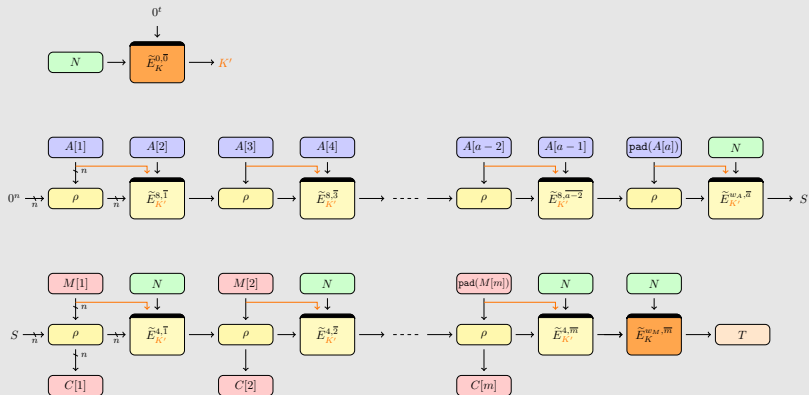 0^t
N Ẽ_K^{0,0̅} K′
A[1] A[2] A[3] A[4] A[a − 2] A[a − 1] pad(A[a]) N
n
0^n n ρ n Ẽ_{K′}^{8,1̅} ρ Ẽ_{K′}^{8,3̅} ρ Ẽ_{K′}^{8,\overline{a−2}} ρ Ẽ_{K′}^{w_A,a̅} S
M[1] N M[2] N pad(M[m]) N N
n
S n ρ n Ẽ_{K′}^{4,1̅} ρ Ẽ_{K′}^{4,2̅} ρ Ẽ_{K′}^{4,m̅} Ẽ_K^{w_M,m̅} T
n
C[1] C[2] C[m]